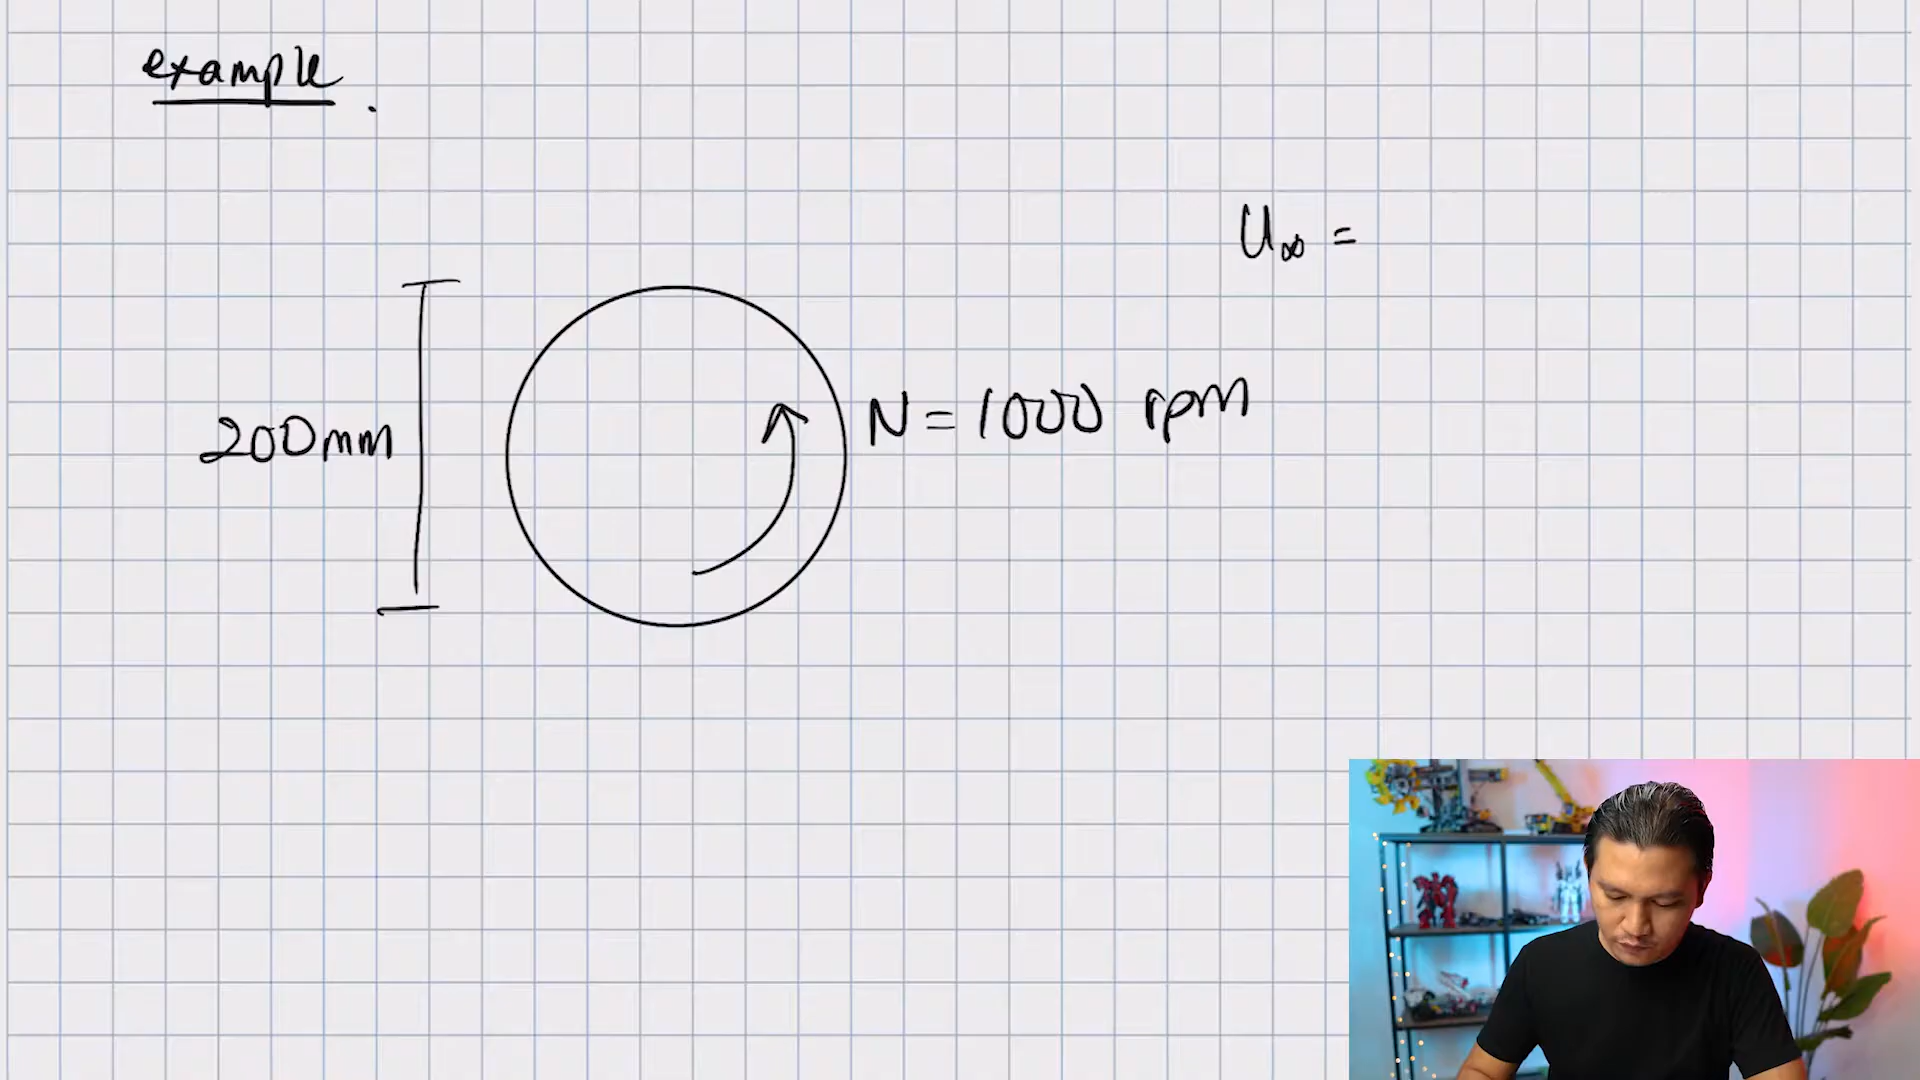 example.
U∞ =
N = 1000 rpm
200mm